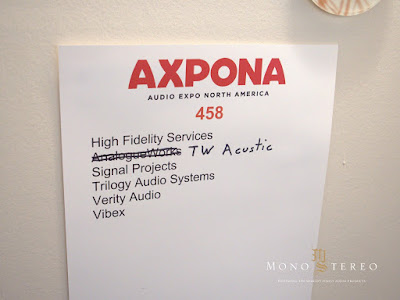 AXPONA
AUDIO EXPO NORTH AMERICA
458
High Fidelity Services
AnalogueWorks TW Acustic
Signal Projects
Trilogy Audio Systems
Verity Audio
Vibex
MONO STEREO